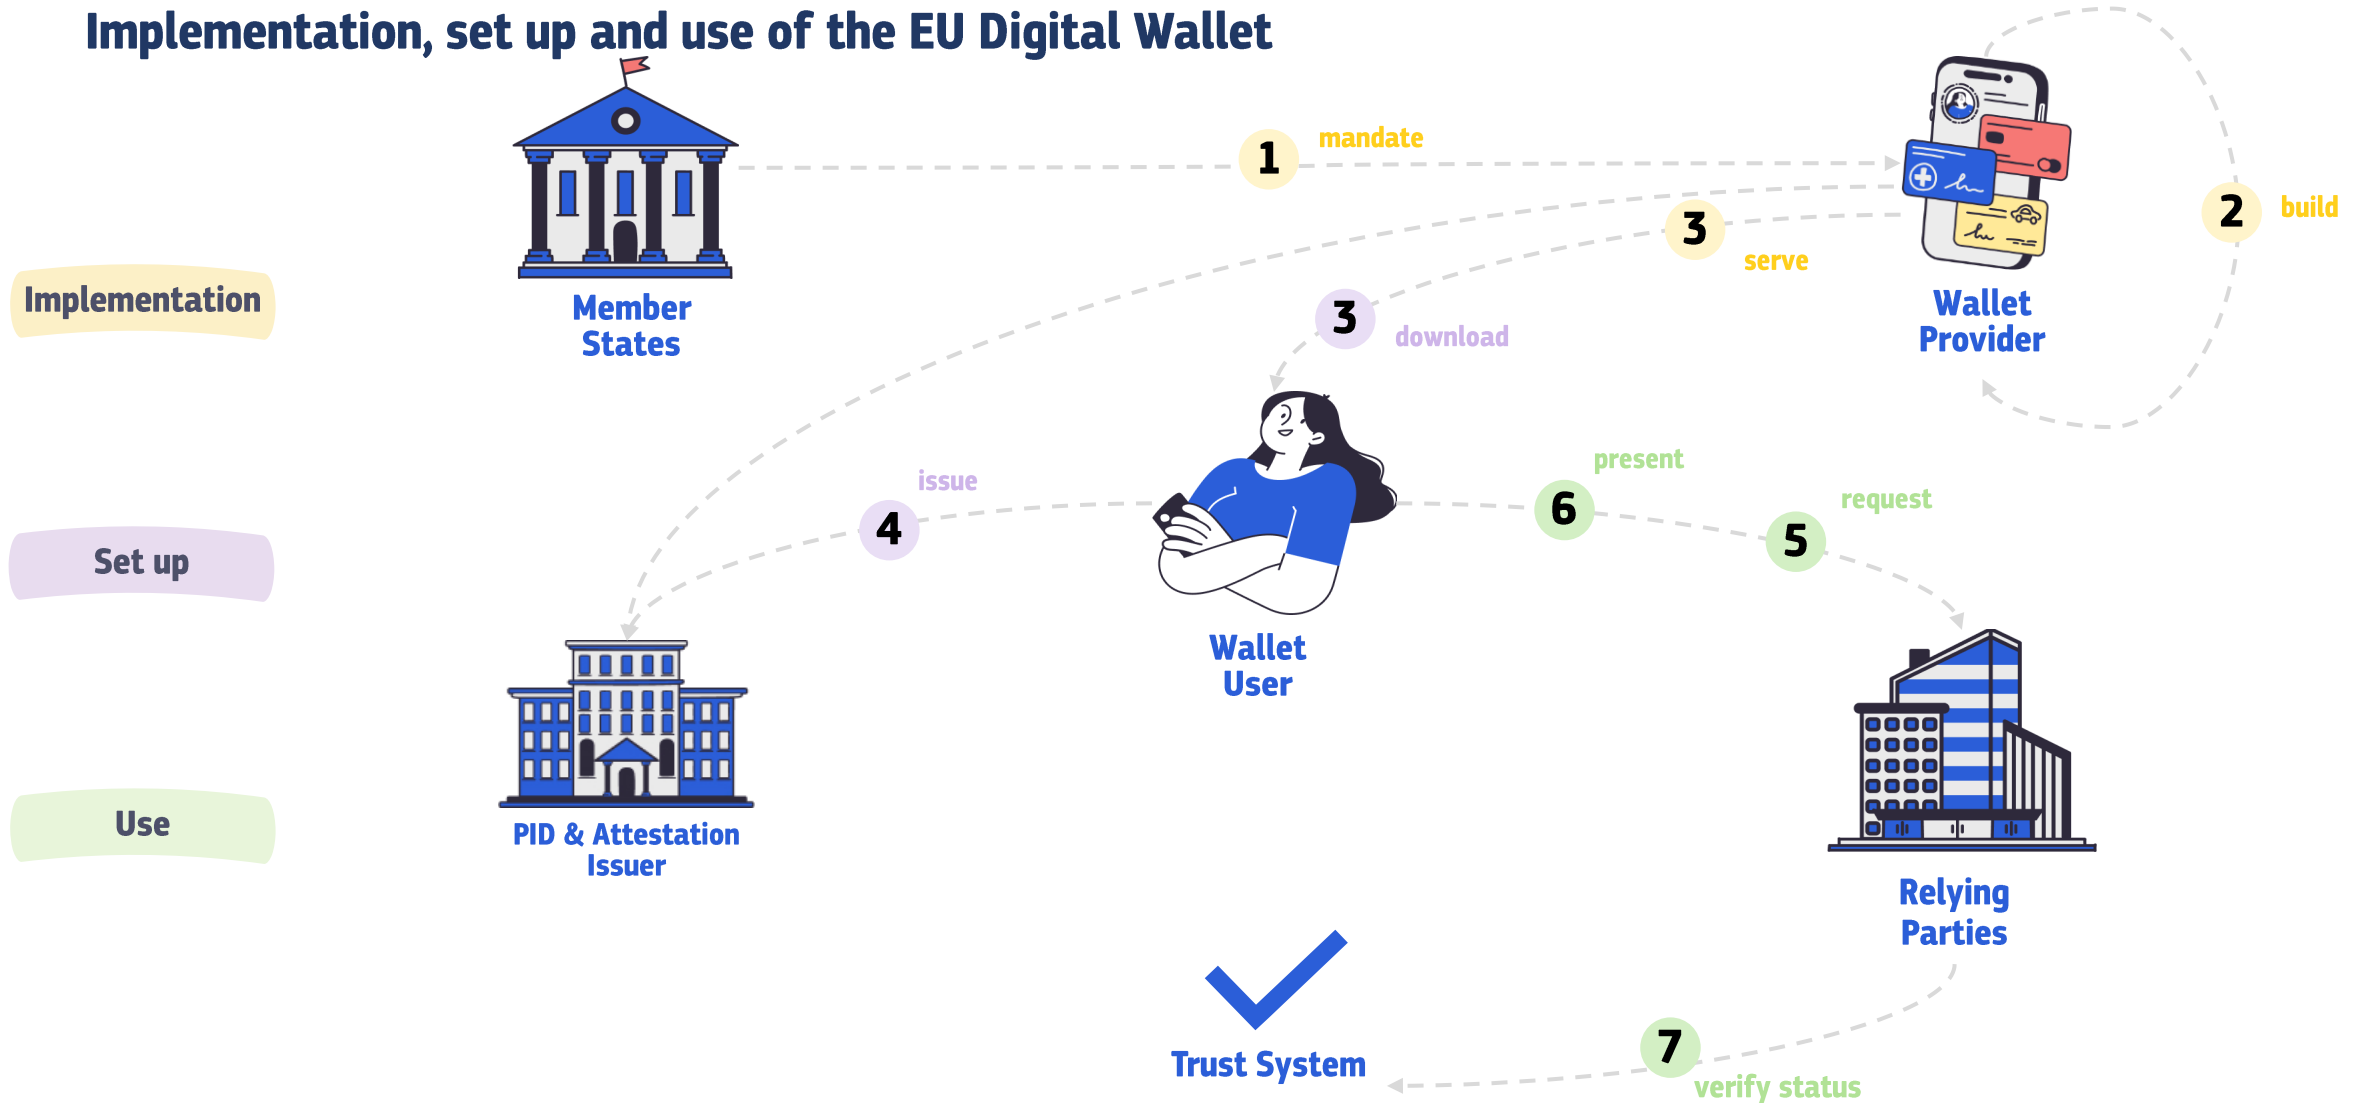 Implementation, set up and use of the EU Digital Wallet
1
mandate
2
build
3
serve
Implementation
Member
States
Wallet
Provider
3
download
present
6
request
5
issue
4
Set up
Wallet
User
Use
PID & Attestation
Issuer
Relying
Parties
Trust System
7
verify status